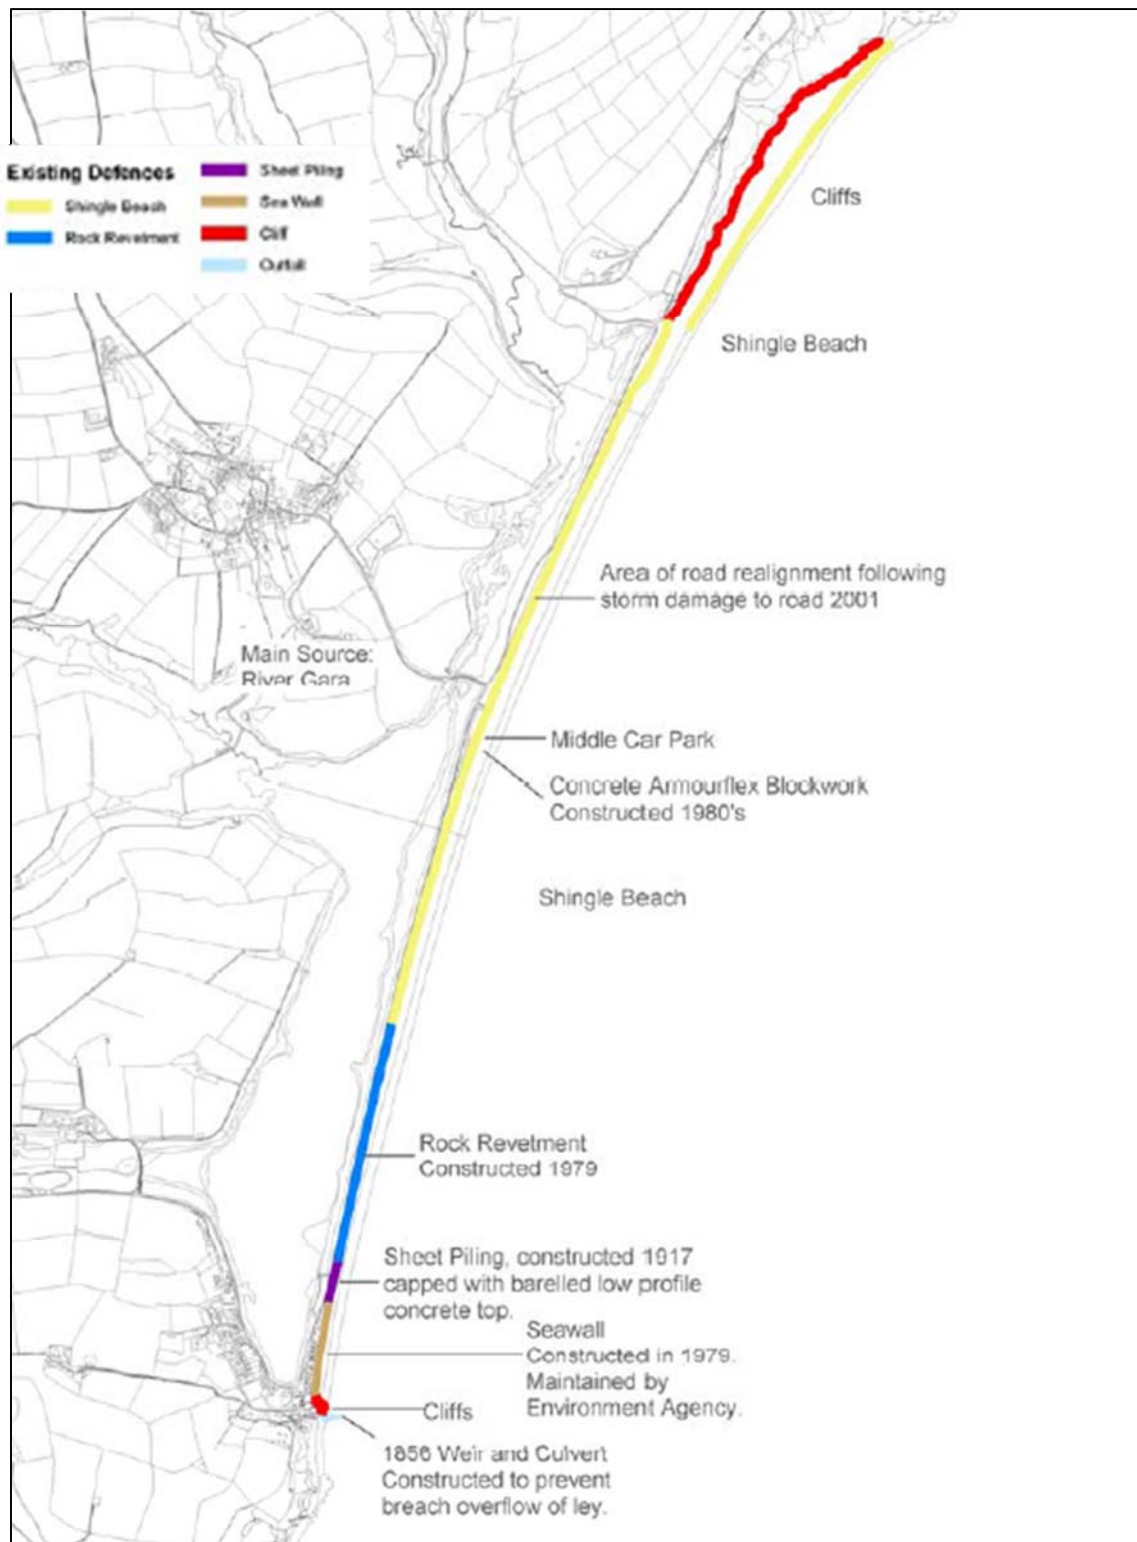 Existing Defences
Shingle Beach
Rock Revetment
Sheet Piling
Sea Wall
Cliff
Outfall
Cliffs
Shingle Beach
Area of road realignment following
storm damage to road 2001
Main Source:
River Gara
Middle Car Park
Concrete Armourflex Blockwork
Constructed 1980's
Shingle Beach
Rock Revetment
Constructed 1979
Sheet Piling, constructed 1917
capped with barelled low profile
concrete top.
Seawall
Constructed in 1979.
Maintained by
Environment Agency.
Cliffs
1856 Weir and Culvert
Constructed to prevent
breach overflow of ley.